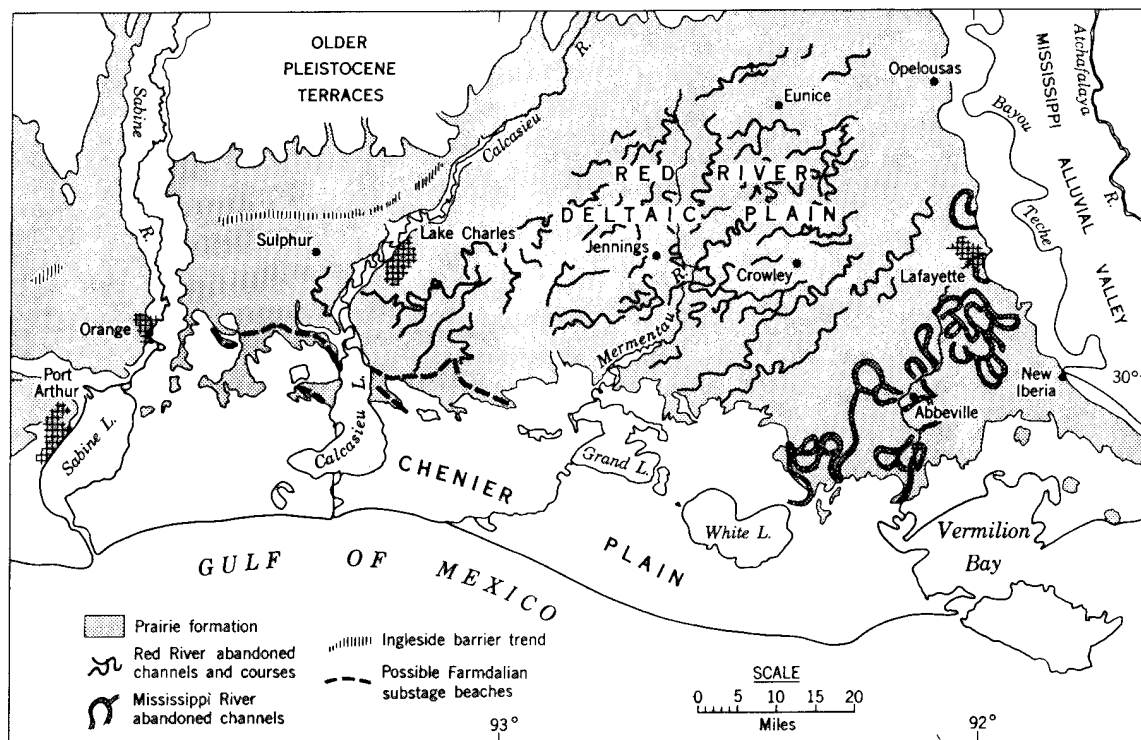 OLDER
PLEISTOCENE
TERRACES
Sabine
R.
Calcasieu
R.
Opelousas
Eunice
Bayou
Teche
Atchafalaya
R.
MISSISSIPPI
ALLUVIAL
VALLEY
RED RIVER
DELTAIC PLAIN
Sulphur
Lake Charles
Jennings
Crowley
Lafayette
Mermentau
R.
Orange
Port
Arthur
Sabine L.
Calcasieu L.
New
Iberia
30°
Abbeville
CHENIER
PLAIN
Grand L.
White L.
Vermilion
Bay
GULF OF MEXICO
Prairie formation
Red River abandoned
channels and courses
Mississippi River
abandoned channels
Ingleside barrier trend
Possible Farmdalian
substage beaches
SCALE
0 5 10 15 20
Miles
93°
92°